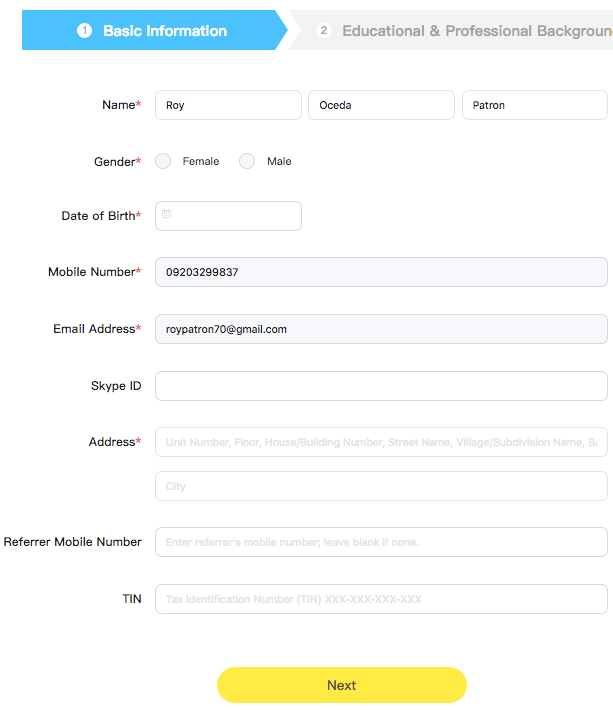 1 Basic Information 2 Educational & Professional Backgroun
Name* Roy Oceda Patron
Gender* Female Male
Date of Birth*
Mobile Number* 09203299837
Email Address* roypatron70@gmail.com
Skype ID
Address* Unit Number, Floor, House/Building Number, Street Name, Village/Subdivision Name, Ba
City
Referrer Mobile Number Enter referrer's mobile number; leave blank if none.
TIN Tax Identification Number (TIN) XXX-XXX-XXX-XXX
Next